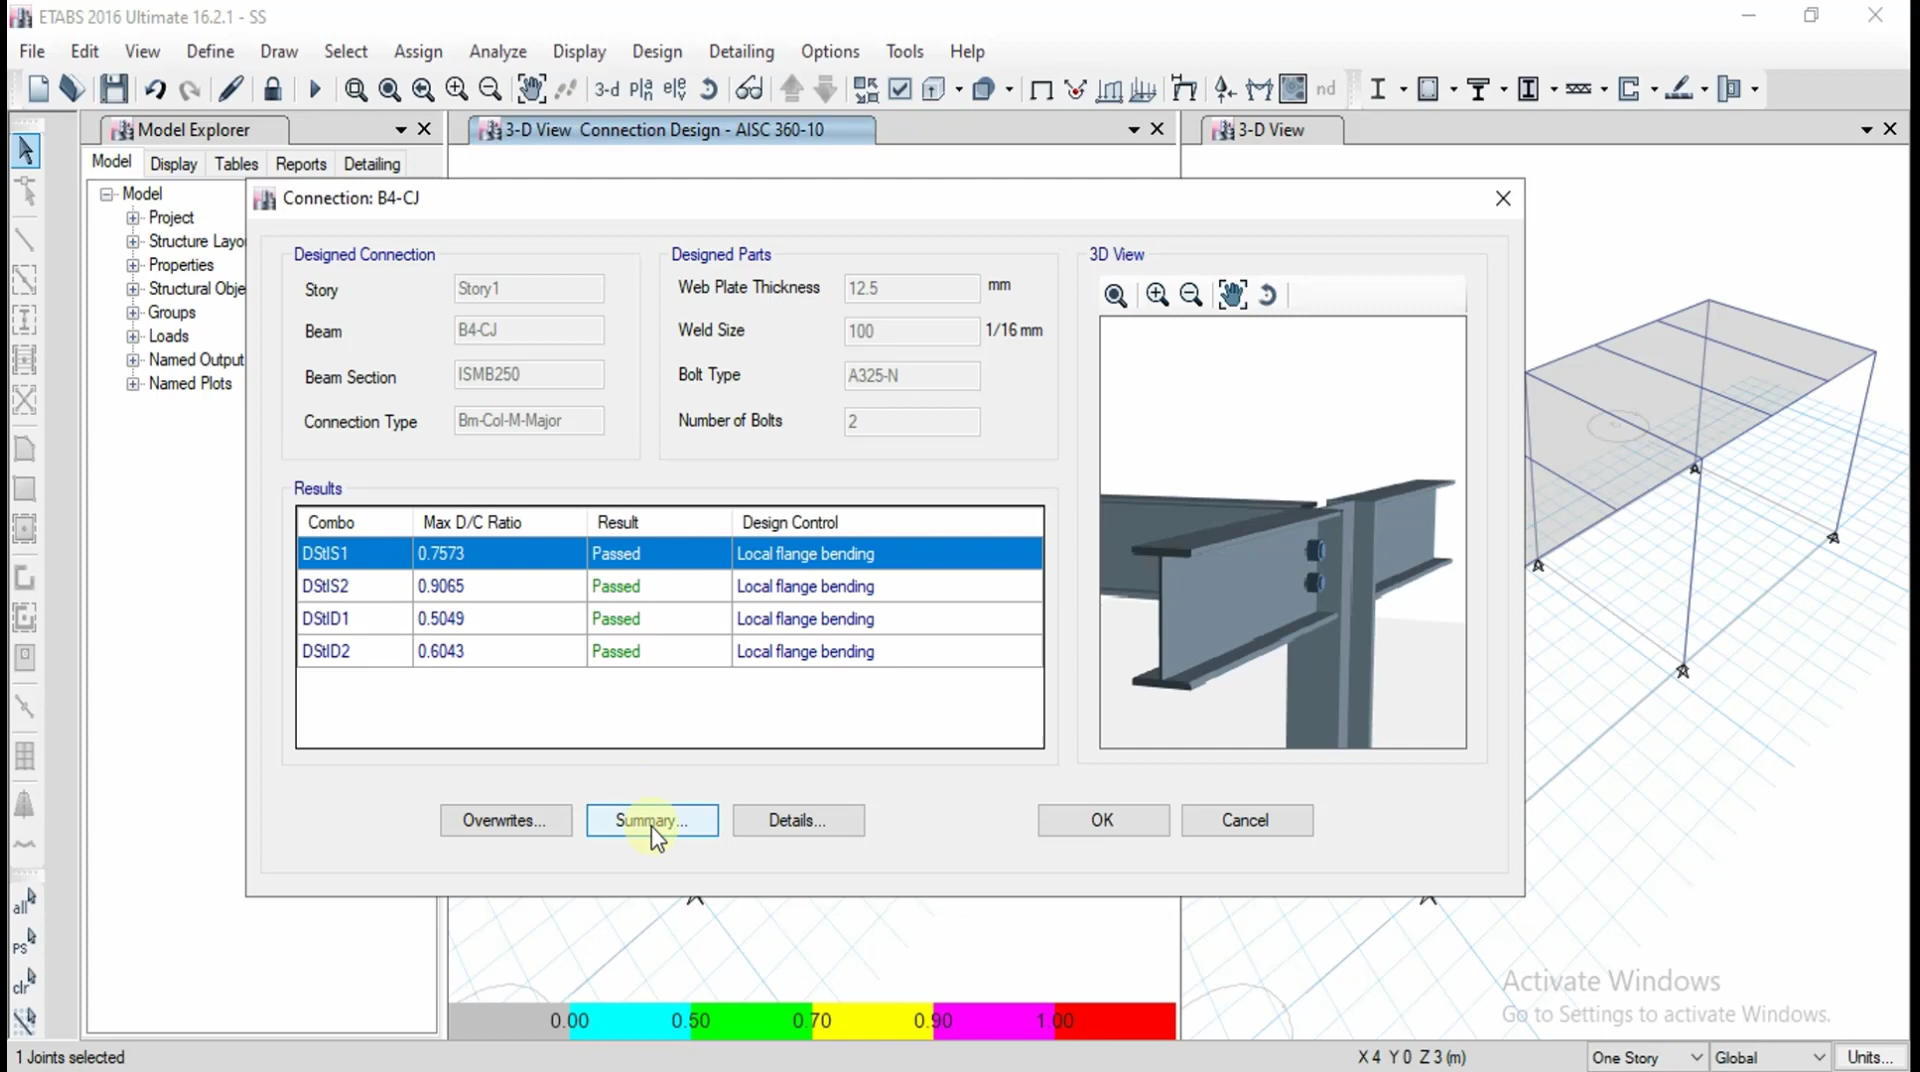 ETABS 2016 Ultimate 16.2.1 - SS
File Edit View Define Draw Select Assign Analyze Display Design Detailing Options Tools Help
3-d pla ele nd
Model Explorer
3-D View Connection Design - AISC 360-10
3-D View
Model Display Tables Reports Detailing
Model
Project
Structure Layou
Properties
Structural Obje
Groups
Loads
Named Output
Named Plots
Connection: B4-CJ
Designed Connection
Story Story1
Beam B4-CJ
Beam Section ISMB250
Connection Type Bm-Col-M-Major
Designed Parts
Web Plate Thickness 12.5 mm
Weld Size 100 1/16 mm
Bolt Type A325-N
Number of Bolts 2
3D View
Results
Combo Max D/C Ratio Result Design Control
DStlS1 0.7573 Passed Local flange bending
DStlS2 0.9065 Passed Local flange bending
DStlD1 0.5049 Passed Local flange bending
DStlD2 0.6043 Passed Local flange bending
Overwrites... Summary... Details... OK Cancel
all
PS
clr
Activate Windows
Go to Settings to activate Windows.
0.00 0.50 0.70 0.90 1.00
1 Joints selected
X 4 Y 0 Z 3 (m)
One Story Global Units...